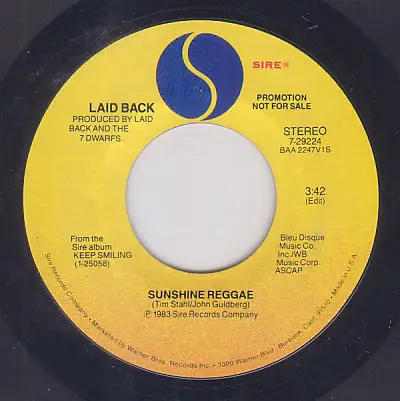 SIRE®
PROMOTION
NOT FOR SALE
LAID BACK
PRODUCED BY LAID
BACK AND THE
7 DWARFS
STEREO
7-29224
BAA 2247V1S
3:42
(Edit)
From the
Sire album
KEEP SMILING
(1-25058)
Bleu Disque
Music Co.,
Inc./WB
Music Corp.
ASCAP
SUNSHINE REGGAE
(Tim Stahl/John Guldberg)
℗ 1983 Sire Records Company
Sire Records Company • Marketed by Warner Bros. Records Inc. • 3300 Warner Blvd., Burbank, Calif. 91510 • Made in U.S.A.